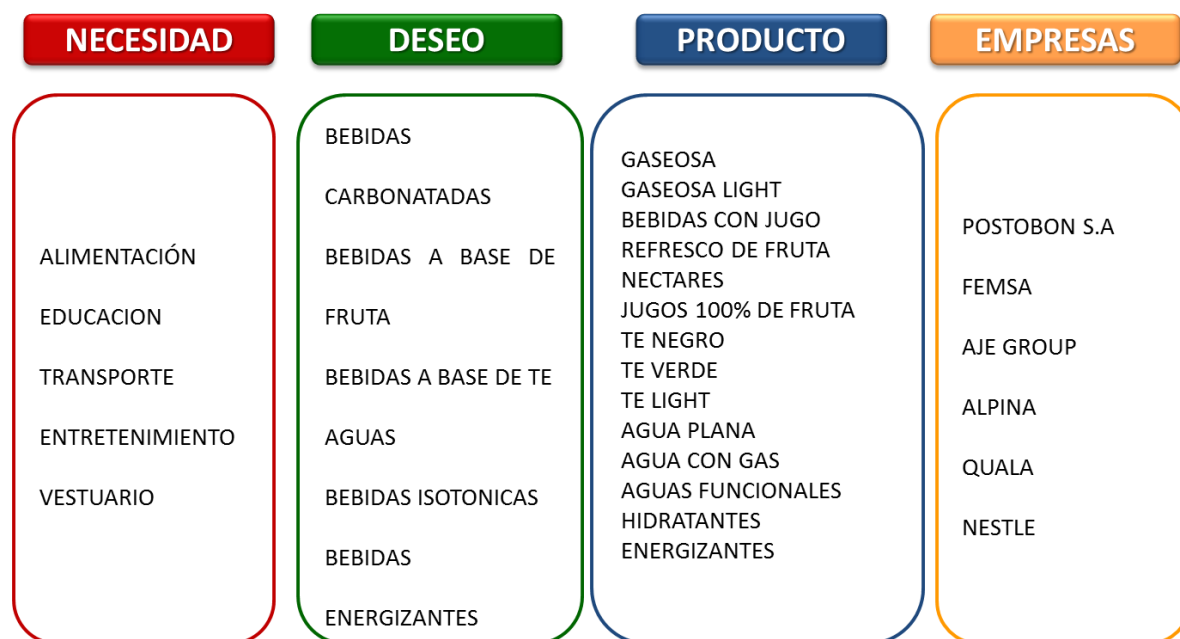 NECESIDAD
DESEO
PRODUCTO
EMPRESAS
ALIMENTACIÓN
EDUCACION
TRANSPORTE
ENTRETENIMIENTO
VESTUARIO
BEBIDAS
CARBONATADAS
BEBIDAS A BASE DE
FRUTA
BEBIDAS A BASE DE TE
AGUAS
BEBIDAS ISOTONICAS
BEBIDAS
ENERGIZANTES
GASEOSA
GASEOSA LIGHT
BEBIDAS CON JUGO
REFRESCO DE FRUTA
NECTARES
JUGOS 100% DE FRUTA
TE NEGRO
TE VERDE
TE LIGHT
AGUA PLANA
AGUA CON GAS
AGUAS FUNCIONALES
HIDRATANTES
ENERGIZANTES
POSTOBON S.A
FEMSA
AJE GROUP
ALPINA
QUALA
NESTLE